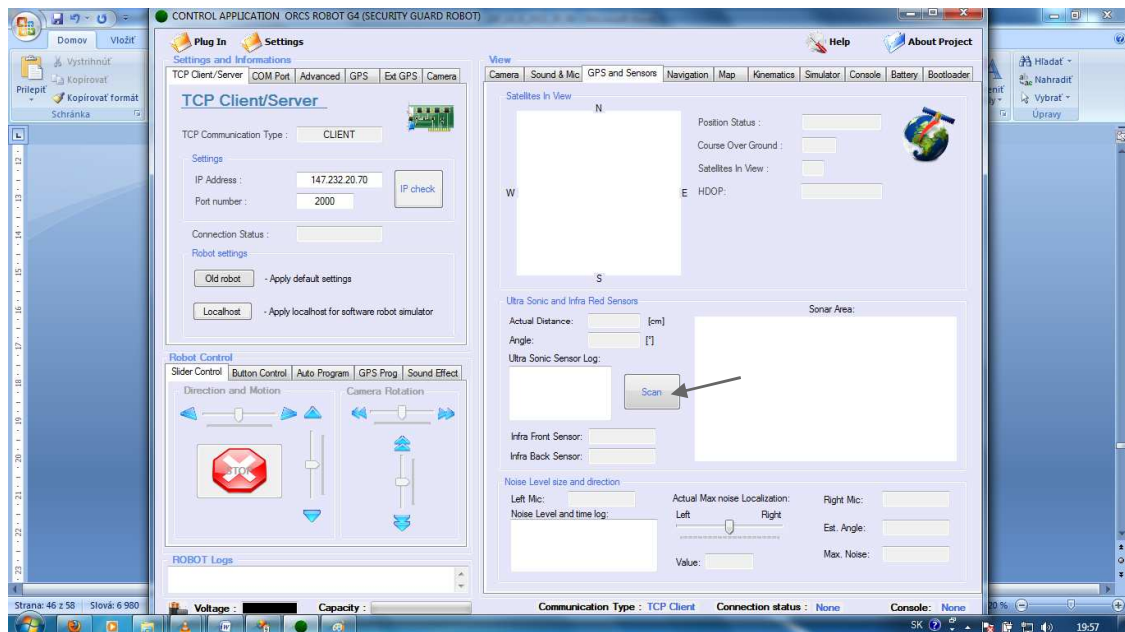 CONTROL APPLICATION ORCS ROBOT G4 (SECURITY GUARD ROBOT)
Domov Vložiť
Vystrihnúť
Kopírovať
Kopírovať formát
Prilepiť
Schránka
Hľadať
Nahradiť
Vybrať
Úpravy
Plug In Settings Help About Project
Settings and Informations
TCP Client/Server COM Port Advanced GPS Ext GPS Camera
TCP Client/Server
TCP Communication Type : CLIENT
Settings
IP Address : 147.232.20.70
IP check
Port number : 2000
Connection Status :
Robot settings
Old robot - Apply default settings
Localhost - Apply localhost for software robot simulator
Robot Control
Slider Control Button Control Auto Program GPS Prog Sound Effect
Direction and Motion Camera Rotation
STOP
ROBOT Logs
Voltage : Capacity :
View
Camera Sound & Mic GPS and Sensors Navigation Map Kinematics Simulator Console Battery Bootloader
Satelites In View
N
W
E
S
Position Status :
Course Over Ground :
Satelites In View :
HDOP:
Ultra Sonic and Infra Red Sensors
Actual Distance: [cm]
Angle: [°]
Ultra Sonic Sensor Log:
Scan
Sonar Area:
Infra Front Sensor:
Infra Back Sensor:
Noise Level size and direction
Left Mic:
Noise Level and time log:
Actual Max noise Localization:
Left Right
Value:
Right Mic:
Est. Angle:
Max. Noise:
Communication Type : TCP Client Connection status : None Console: None
Strana: 46 z 58 Slová: 6 980
SK 19:57